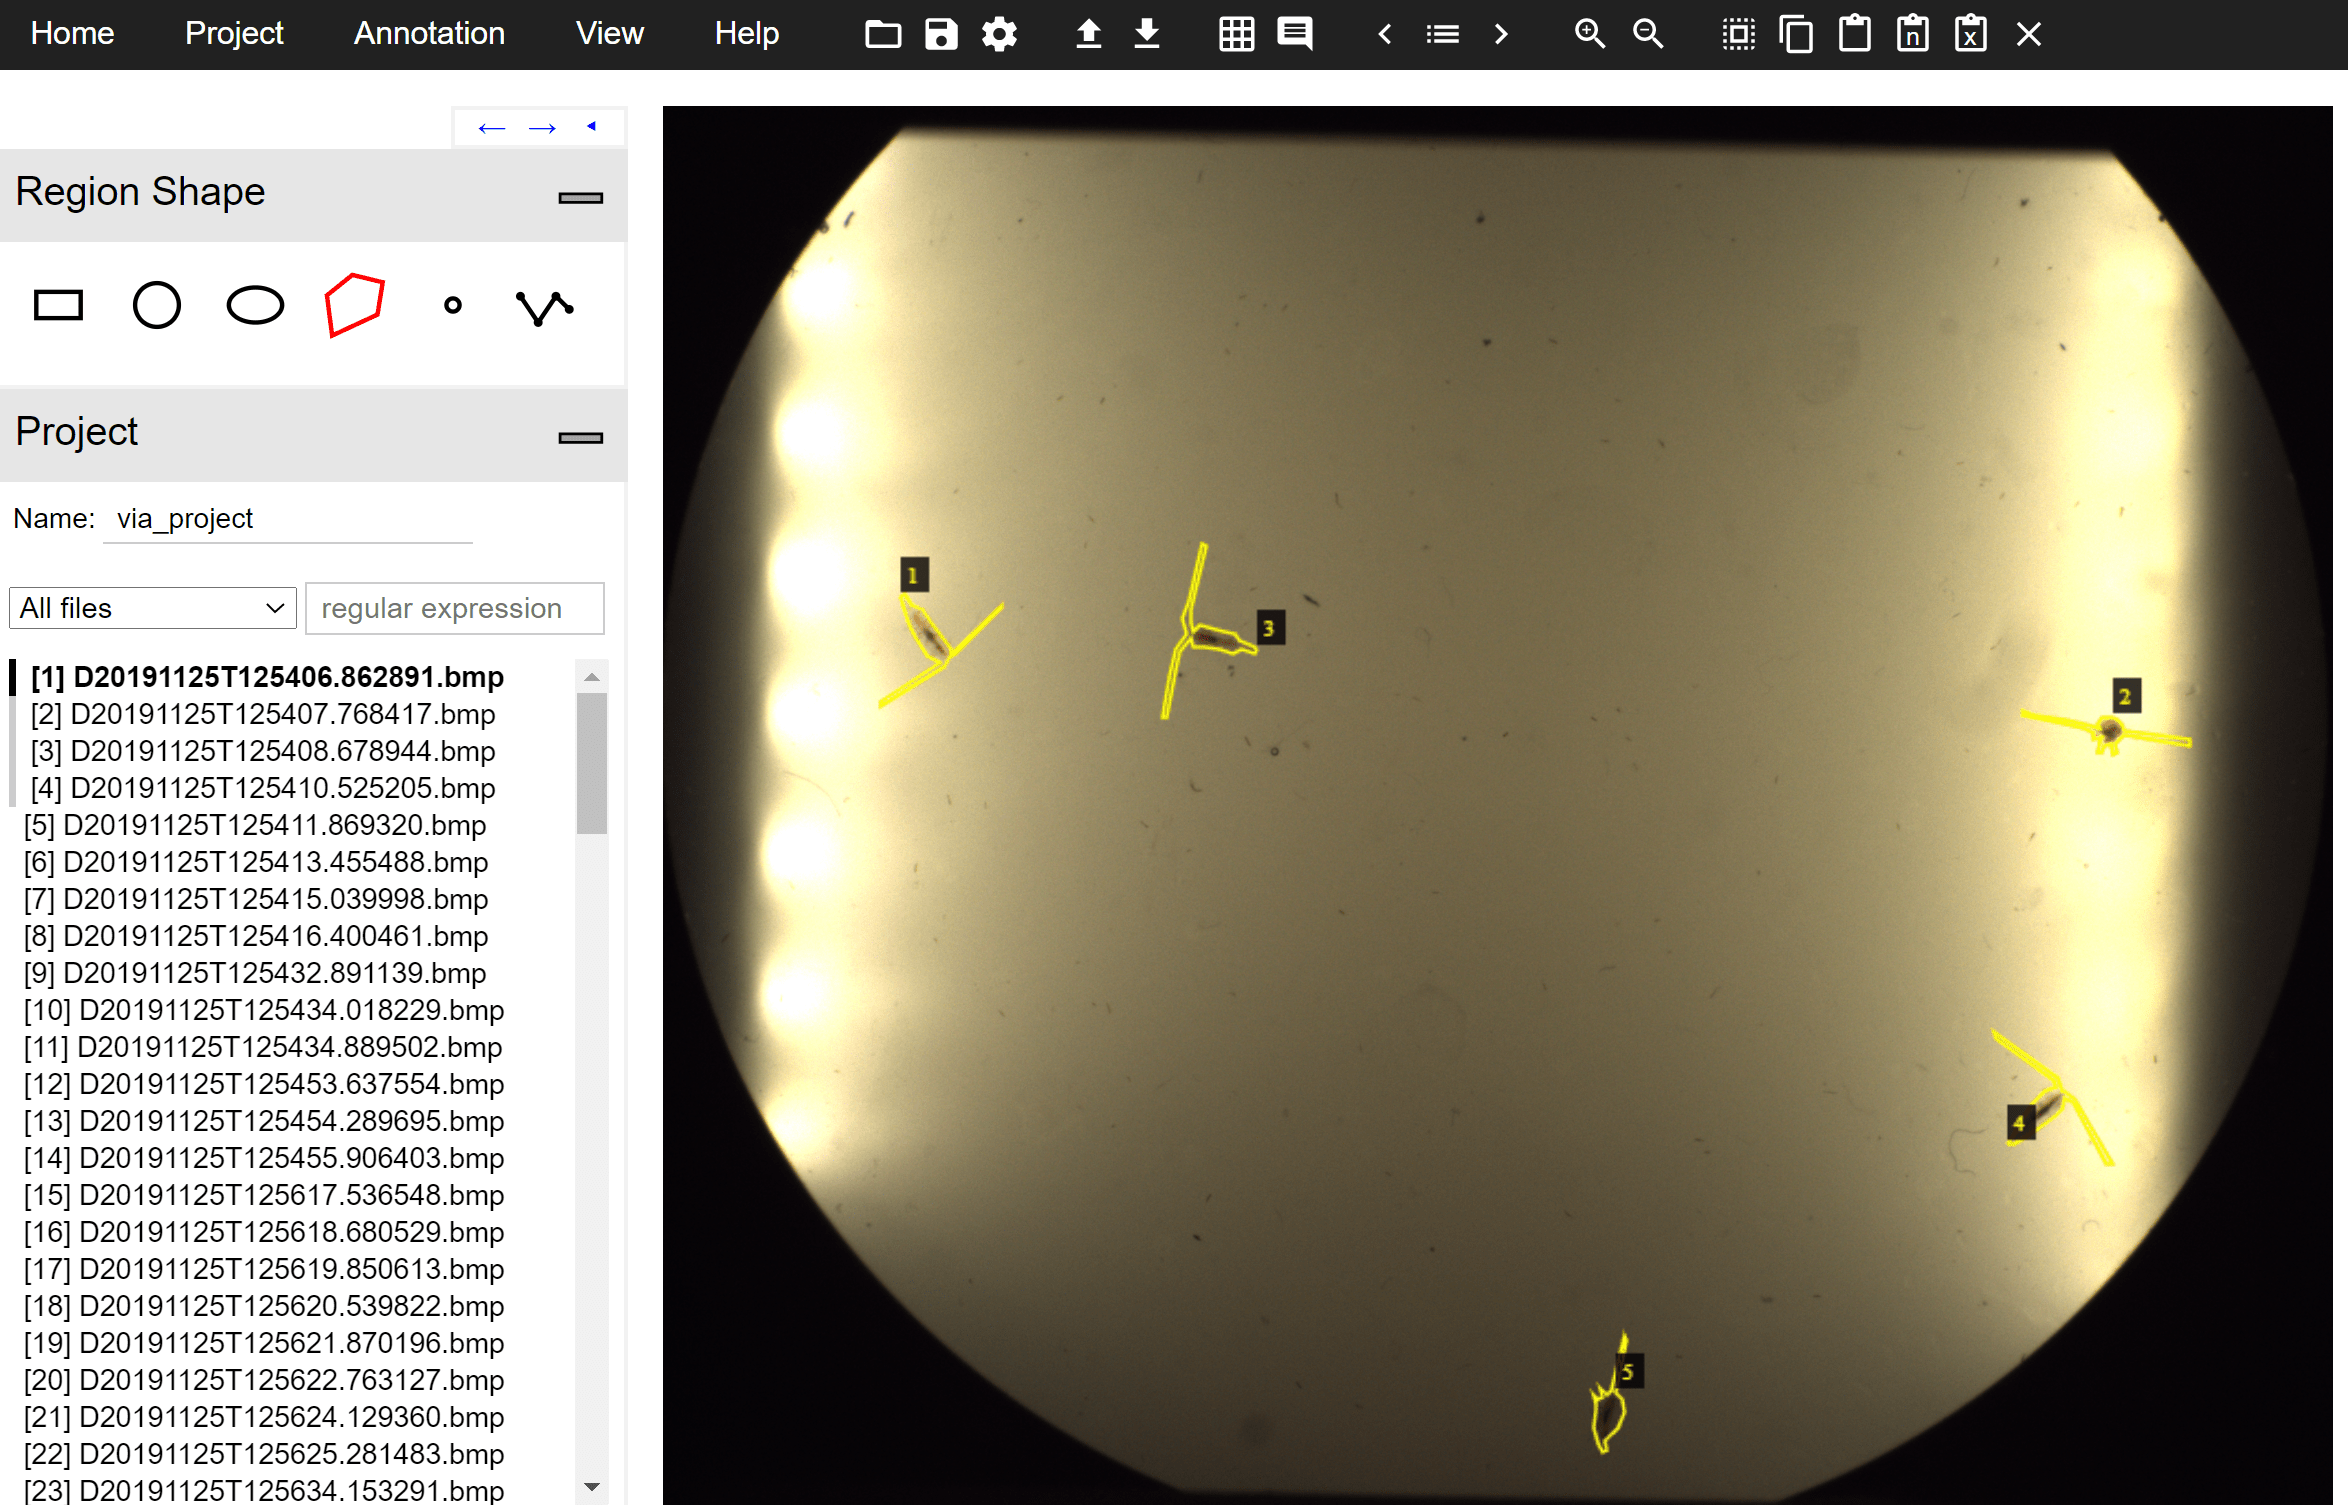 Home Project Annotation View Help
n x
Region Shape
Project
Name: via_project
All files regular expression
[1] D20191125T125406.862891.bmp
[2] D20191125T125407.768417.bmp
[3] D20191125T125408.678944.bmp
[4] D20191125T125410.525205.bmp
[5] D20191125T125411.869320.bmp
[6] D20191125T125413.455488.bmp
[7] D20191125T125415.039998.bmp
[8] D20191125T125416.400461.bmp
[9] D20191125T125432.891139.bmp
[10] D20191125T125434.018229.bmp
[11] D20191125T125434.889502.bmp
[12] D20191125T125453.637554.bmp
[13] D20191125T125454.289695.bmp
[14] D20191125T125455.906403.bmp
[15] D20191125T125617.536548.bmp
[16] D20191125T125618.680529.bmp
[17] D20191125T125619.850613.bmp
[18] D20191125T125620.539822.bmp
[19] D20191125T125621.870196.bmp
[20] D20191125T125622.763127.bmp
[21] D20191125T125624.129360.bmp
[22] D20191125T125625.281483.bmp
[23] D20191125T125634.153291.bmp
1
3
2
4
5